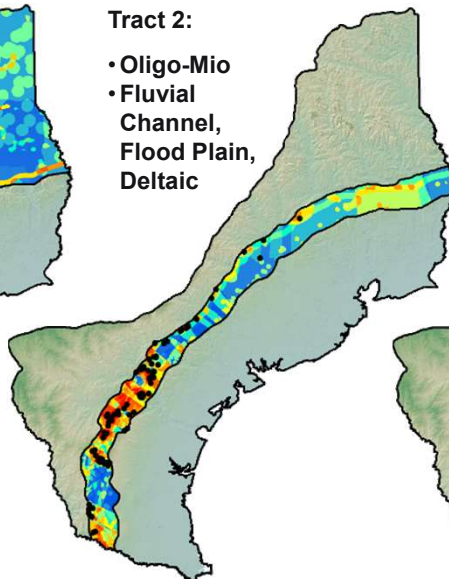 Tract 2:
• Oligo-Mio
• Fluvial
Channel,
Flood Plain,
Deltaic